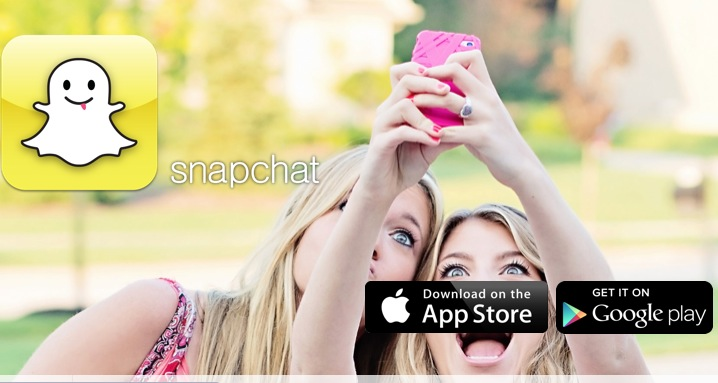 snapchat
Download on the
App Store
GET IT ON
Google play